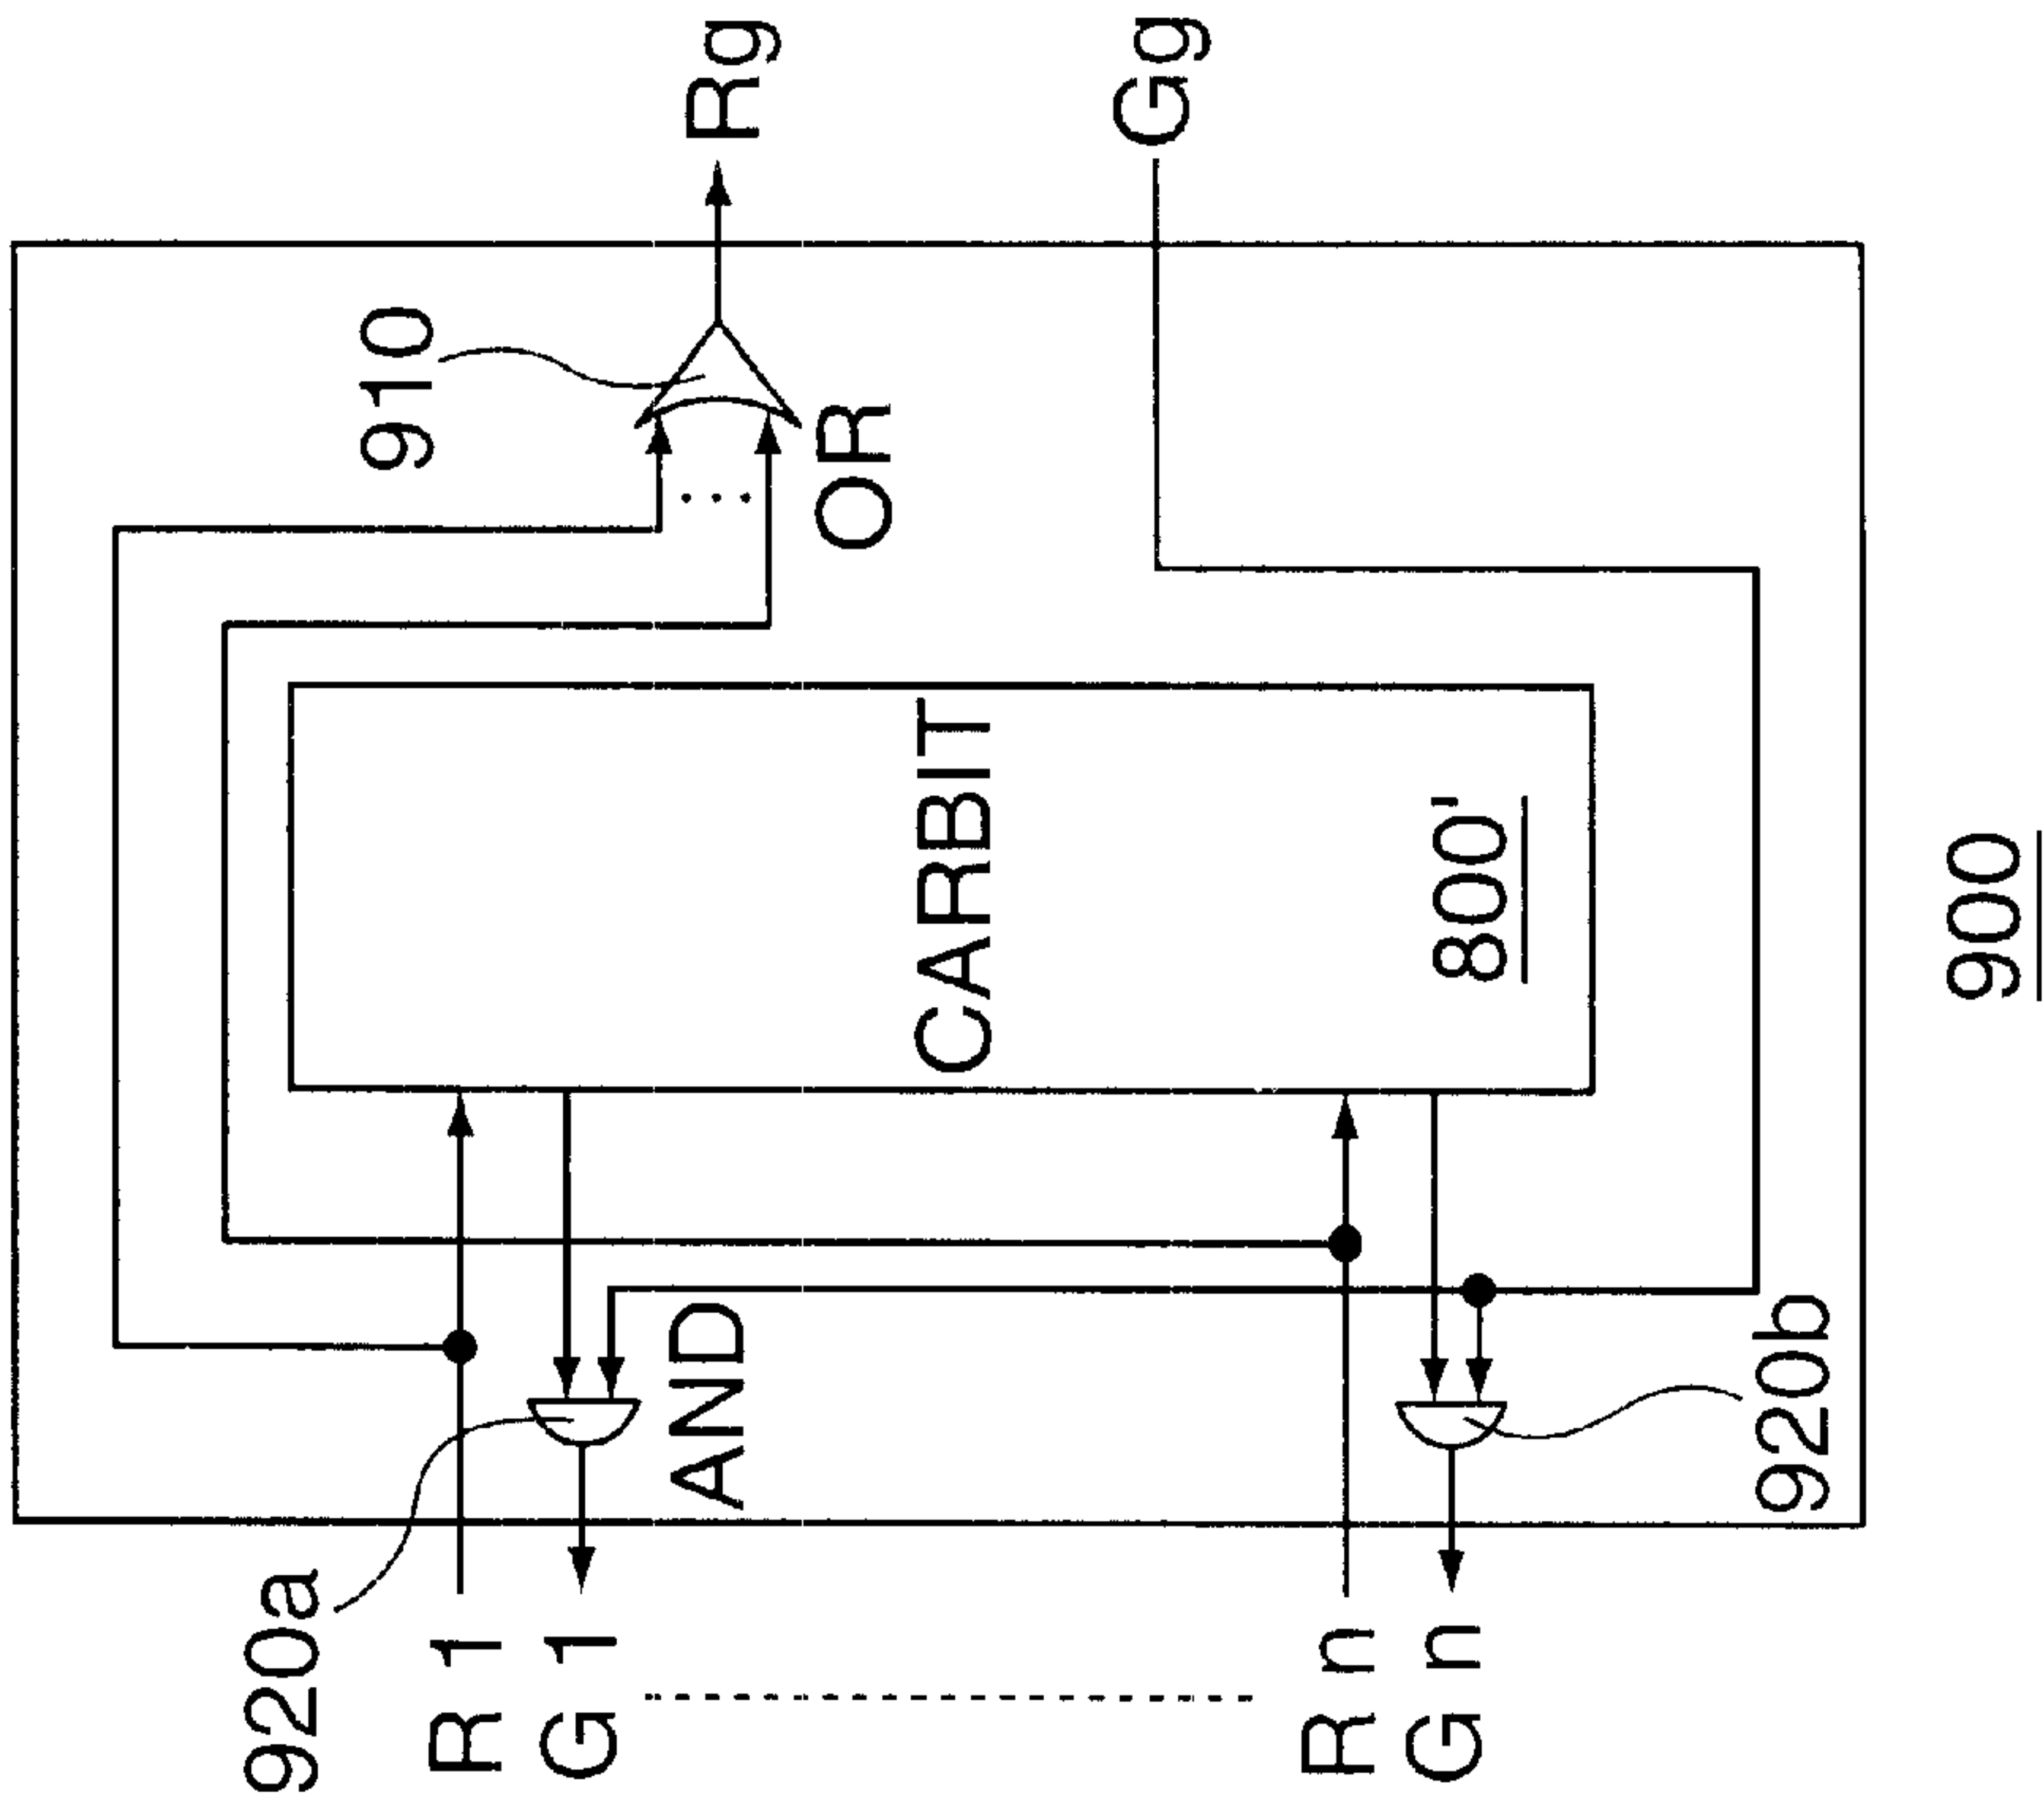 920a
R 1
G 1
R n
G n
AND
920b
CARBIT
800'
910
OR
Rg
Gg
900